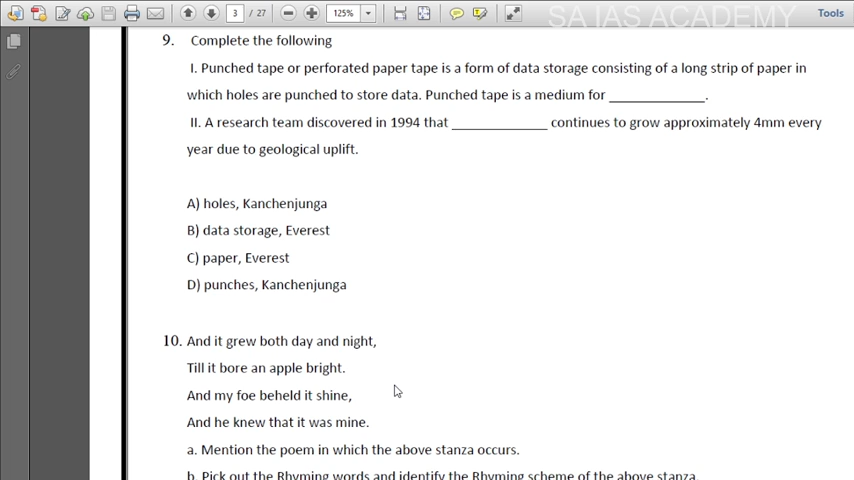 3 / 27
125%
SA IAS ACADEMY
Tools
9. Complete the following
I. Punched tape or perforated paper tape is a form of data storage consisting of a long strip of paper in
which holes are punched to store data. Punched tape is a medium for _____________.
II. A research team discovered in 1994 that _____________ continues to grow approximately 4mm every
year due to geological uplift.
A) holes, Kanchenjunga
B) data storage, Everest
C) paper, Everest
D) punches, Kanchenjunga
10. And it grew both day and night,
Till it bore an apple bright.
And my foe beheld it shine,
And he knew that it was mine.
a. Mention the poem in which the above stanza occurs.
b. Pick out the Rhyming words and identify the Rhyming scheme of the above stanza.